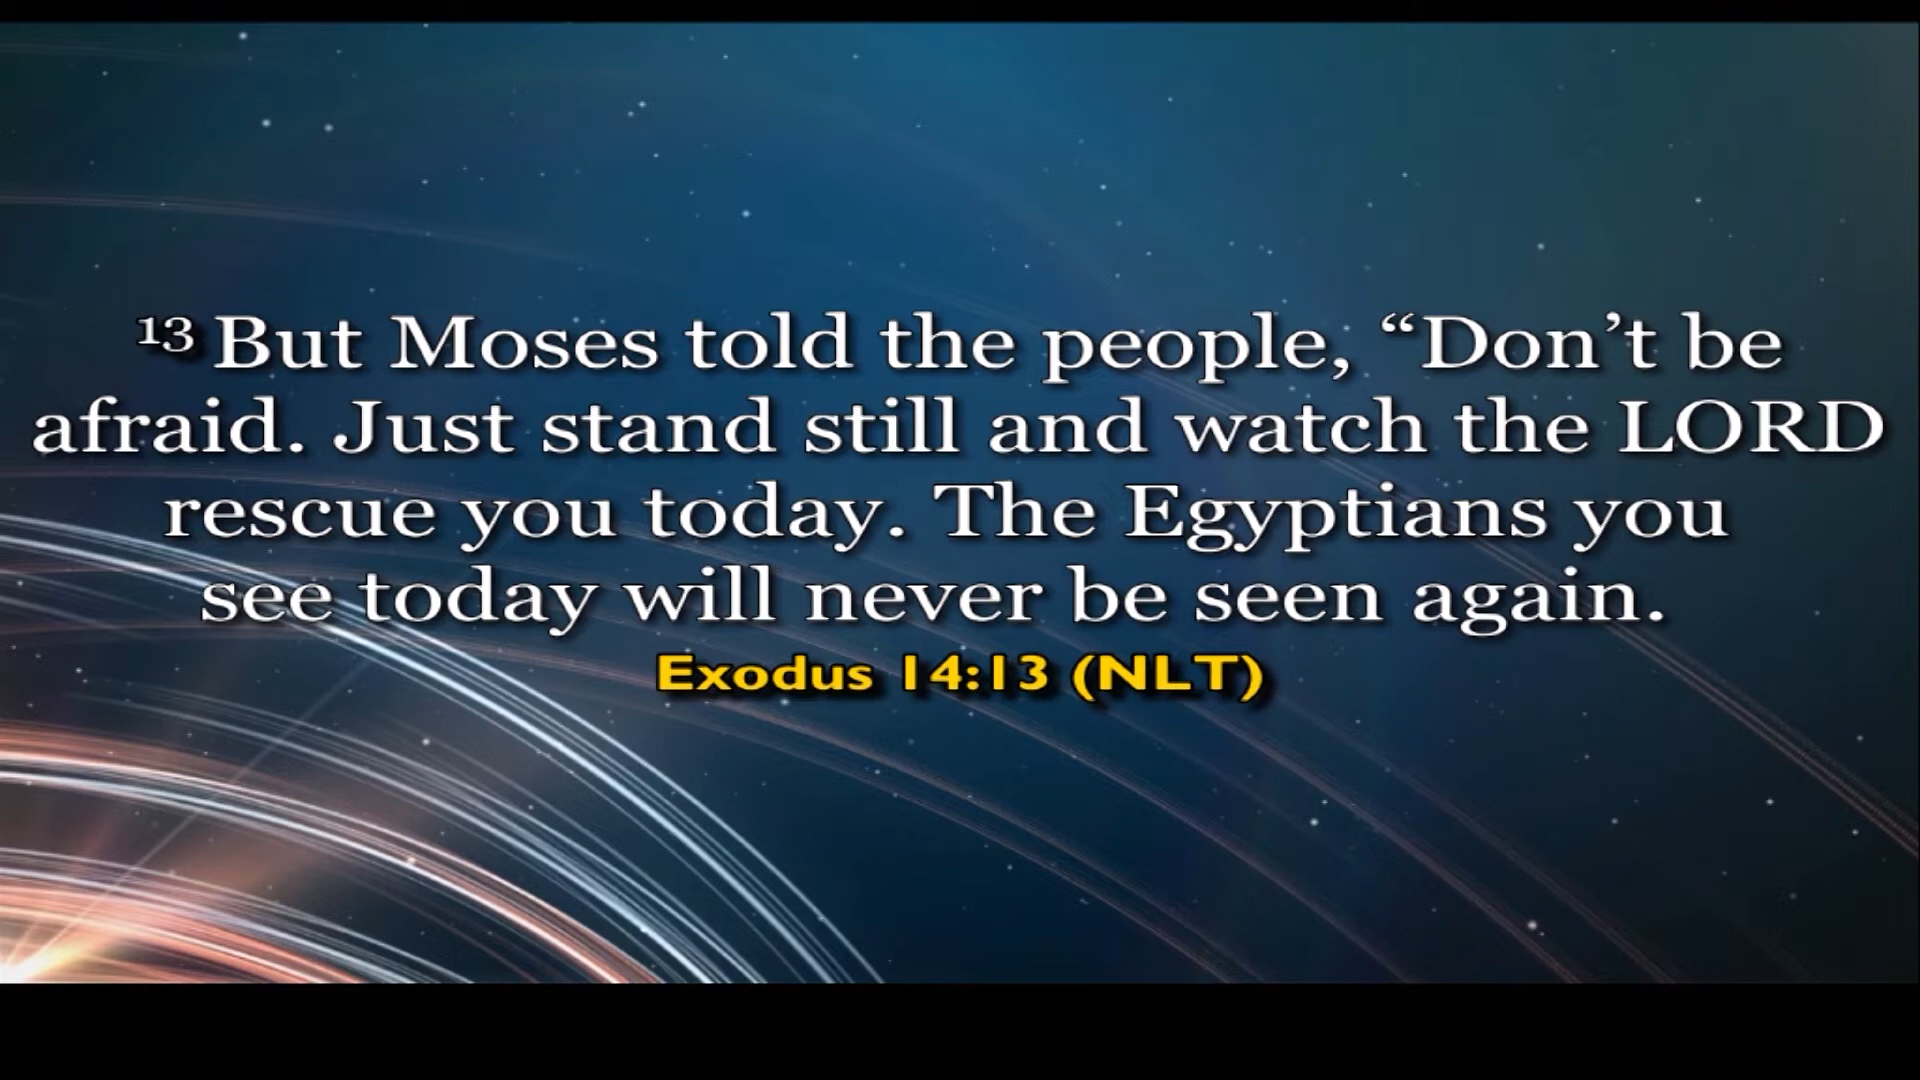 ¹³ But Moses told the people, “Don’t be
afraid. Just stand still and watch the LORD
rescue you today. The Egyptians you
see today will never be seen again.
Exodus 14:13 (NLT)